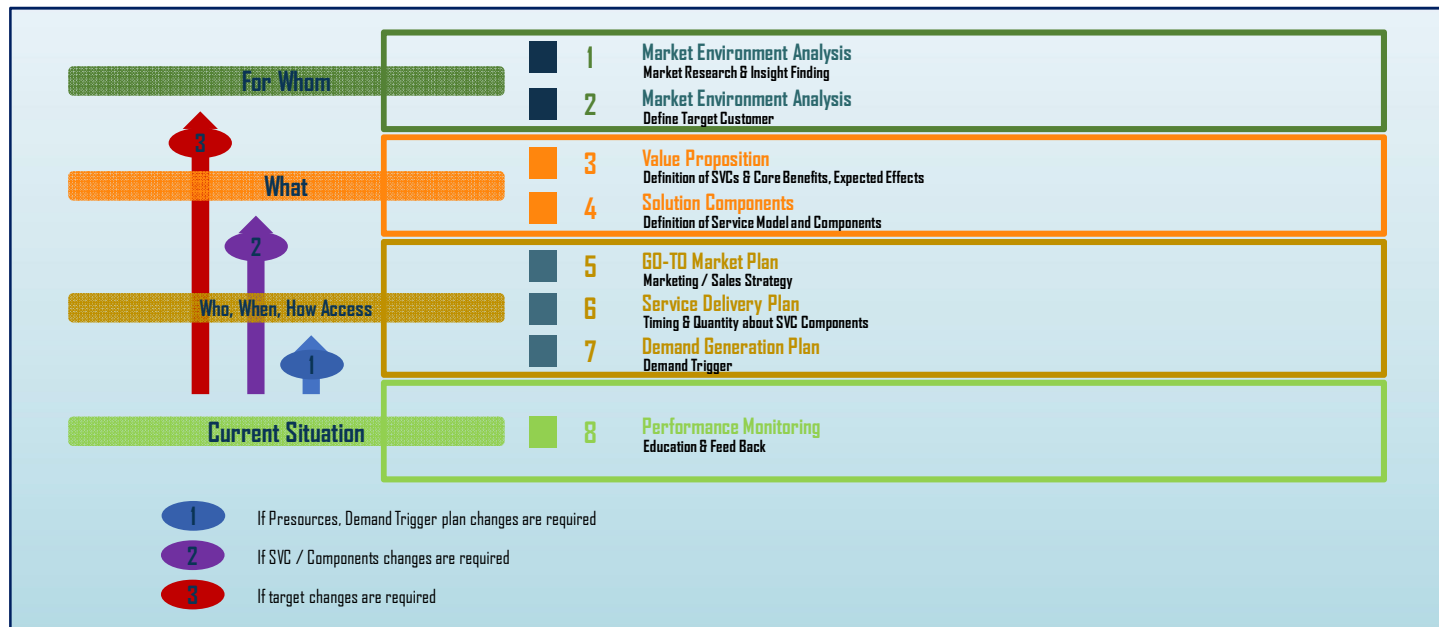 For Whom
1
Market Environment Analysis
Market Research & Insight Finding
2
Market Environment Analysis
Define Target Customer
3
What
3
Value Proposition
Definition of SVCs & Core Benefits, Expected Effects
4
Solution Components
Definition of Service Model and Components
2
Who, When, How Access
5
GO-TO Market Plan
Marketing / Sales Strategy
6
Service Delivery Plan
Timing & Quantity about SVC Components
7
Demand Generation Plan
Demand Trigger
1
Current Situation
8
Performance Monitoring
Education & Feed Back
1
If Presources, Demand Trigger plan changes are required
2
If SVC / Components changes are required
3
If target changes are required